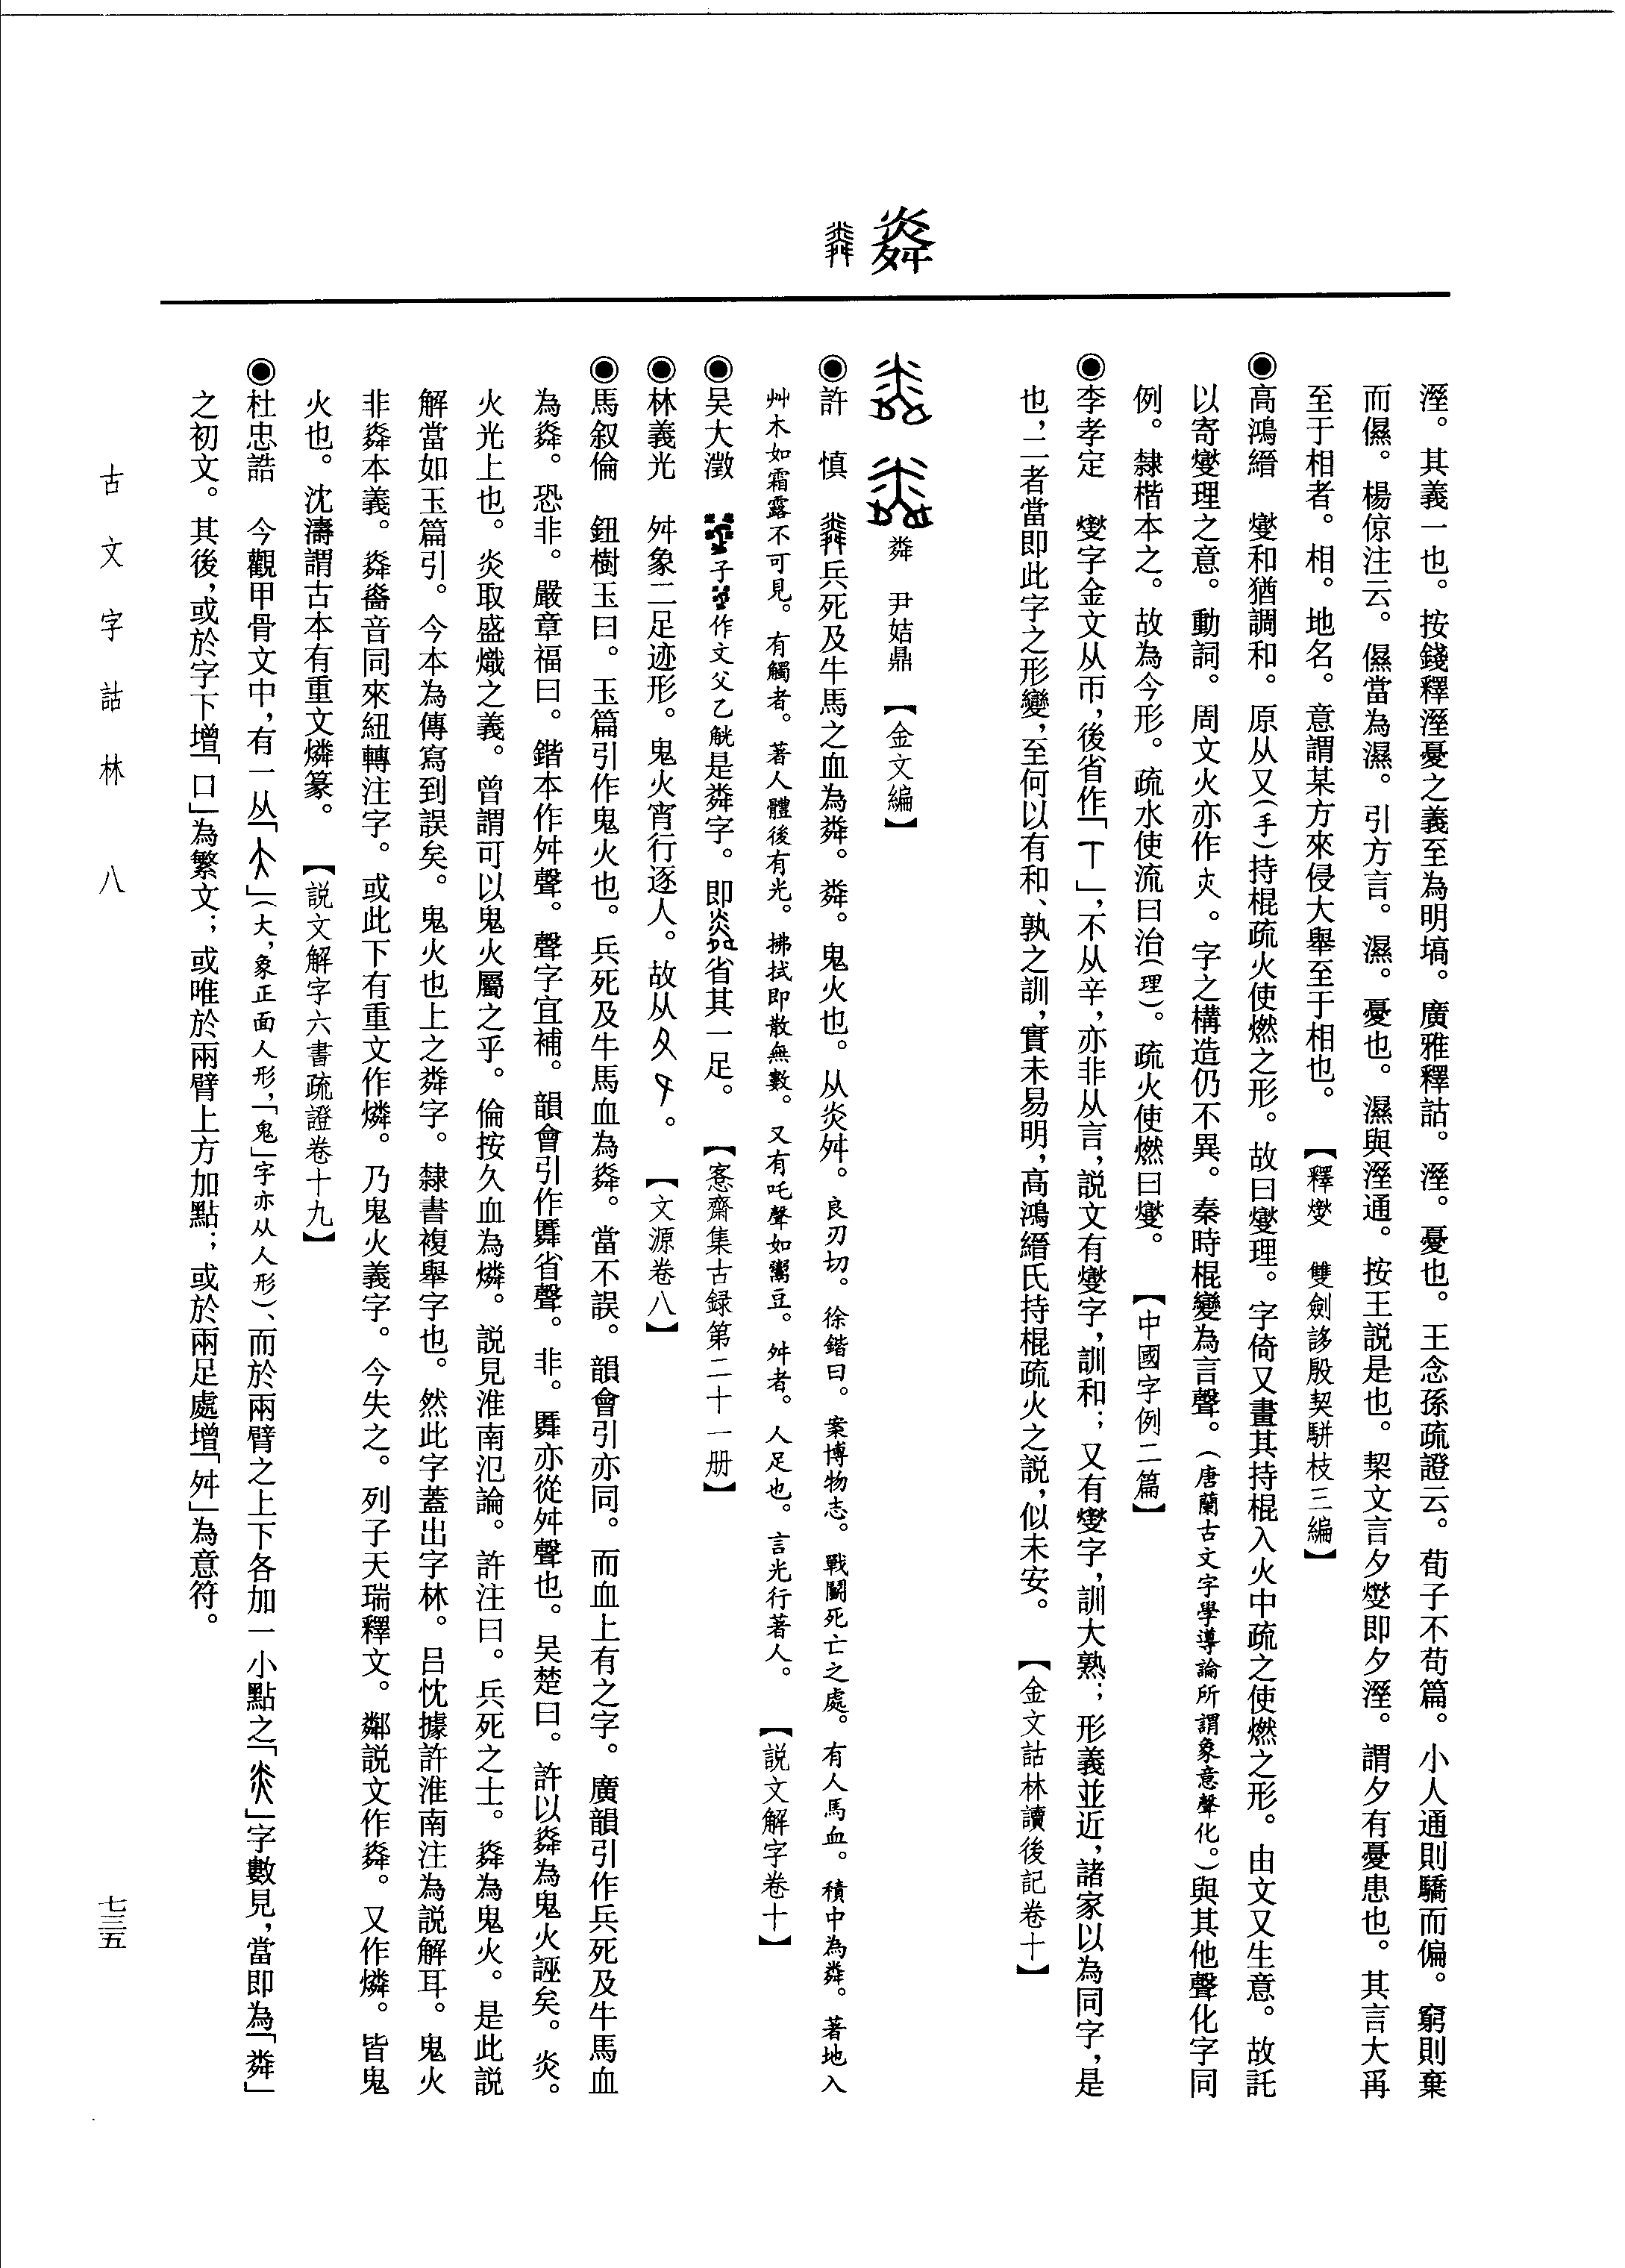 粦
溼。其義一也。按錢釋溼憂之義至為明塙。廣雅釋詁。溼。憂也。王念孫疏證云。荀子不苟篇。小人通則驕而偏。窮則棄
而儑。楊倞注云。儑當為濕。引方言。濕。憂也。濕與溼通。按王說是也。栔文言夕燮即夕溼。謂夕有憂患也。其言大爯
至于相者。相。地名。意謂某方來侵大舉至于相也。【釋燮　雙劍誃殷契駢枝三編】
◉高鴻縉　燮和猶調和。原从又(手)持棍疏火使燃之形。故曰燮理。字倚又畫其持棍入火中疏之使燃之形。由文又生意。故託
以寄燮理之意。動詞。周文火亦作。字之構造仍不異。秦時棍變為言聲。(唐蘭古文字學導論所謂象意聲化。)與其他聲化字同
例。隸楷本之。故為今形。疏水使流曰治(理)。疏火使燃曰燮。【中國字例二篇】
◉李孝定　燮字金文从帀,後省作「丅」,不从辛,亦非从言,説文有燮字,訓和;又有燮字,訓大熟;形義並近,諸家以為同字,是
也,二者當即此字之形變,至何以有和、孰之訓,實未易明,高鴻縉氏持棍疏火之説,似未安。【金文詁林讀後記卷十】
粦　尹姞鼎【金文編】
◉許　慎　兵死及牛馬之血為粦。粦。鬼火也。从炎舛。良刃切。徐鍇曰。案博物志。戰鬭死亡之處。有人馬血。積中為粦。著地入
艸木如霜露不可見。有觸者。著人體後有光。拂拭即散無數。又有吒聲如鬻豆。舛者。人足也。言光行著人。【説文解字卷十】
◉吴大澂　子作文父乙觥是粦字。即省其一足。【愙齋集古録第二十一册】
◉林義光　舛象二足迹形。鬼火宵行逐人。故从。【文源卷八】
◉馬叙倫　鈕樹玉曰。玉篇引作鬼火也。兵死及牛馬血為粦。當不誤。韻會引亦同。而血上有之字。廣韻引作兵死及牛馬血
為粦。恐非。嚴章福曰。鍇本作舛聲。聲字宜補。韻會引作羼省聲。非。亦從舛聲也。吴楚曰。許以粦為鬼火誣矣。炎。
火光上也。炎取盛熾之義。曾謂可以鬼火屬之乎。倫按久血為燐。説見淮南氾論。許注曰。兵死之士。粦為鬼火。是此説
解當如玉篇引。今本為傳寫到誤矣。鬼火也上之粦字。隸書複舉字也。然此字蓋出字林。吕忱據許淮南注為説解耳。鬼火
非粦本義。粦音同來紐轉注字。或此下有重文作燐。乃鬼火義字。今失之。列子天瑞釋文。粼説文作粦。又作燐。皆鬼
火也。沈濤謂古本有重文燐篆。【説文解字六書疏證卷十九】
◉杜忠誥　今觀甲骨文中,有一从「大」(大,象正面人形,「鬼」字亦从人形)、而於兩臂之上下各加一小點之「」字數見,當即為「粦」
之初文。其後,或於字下增「口」為繁文;或唯於兩臂上方加點;或於兩足處增「舛」為意符。
古文字詁林　八
七三五